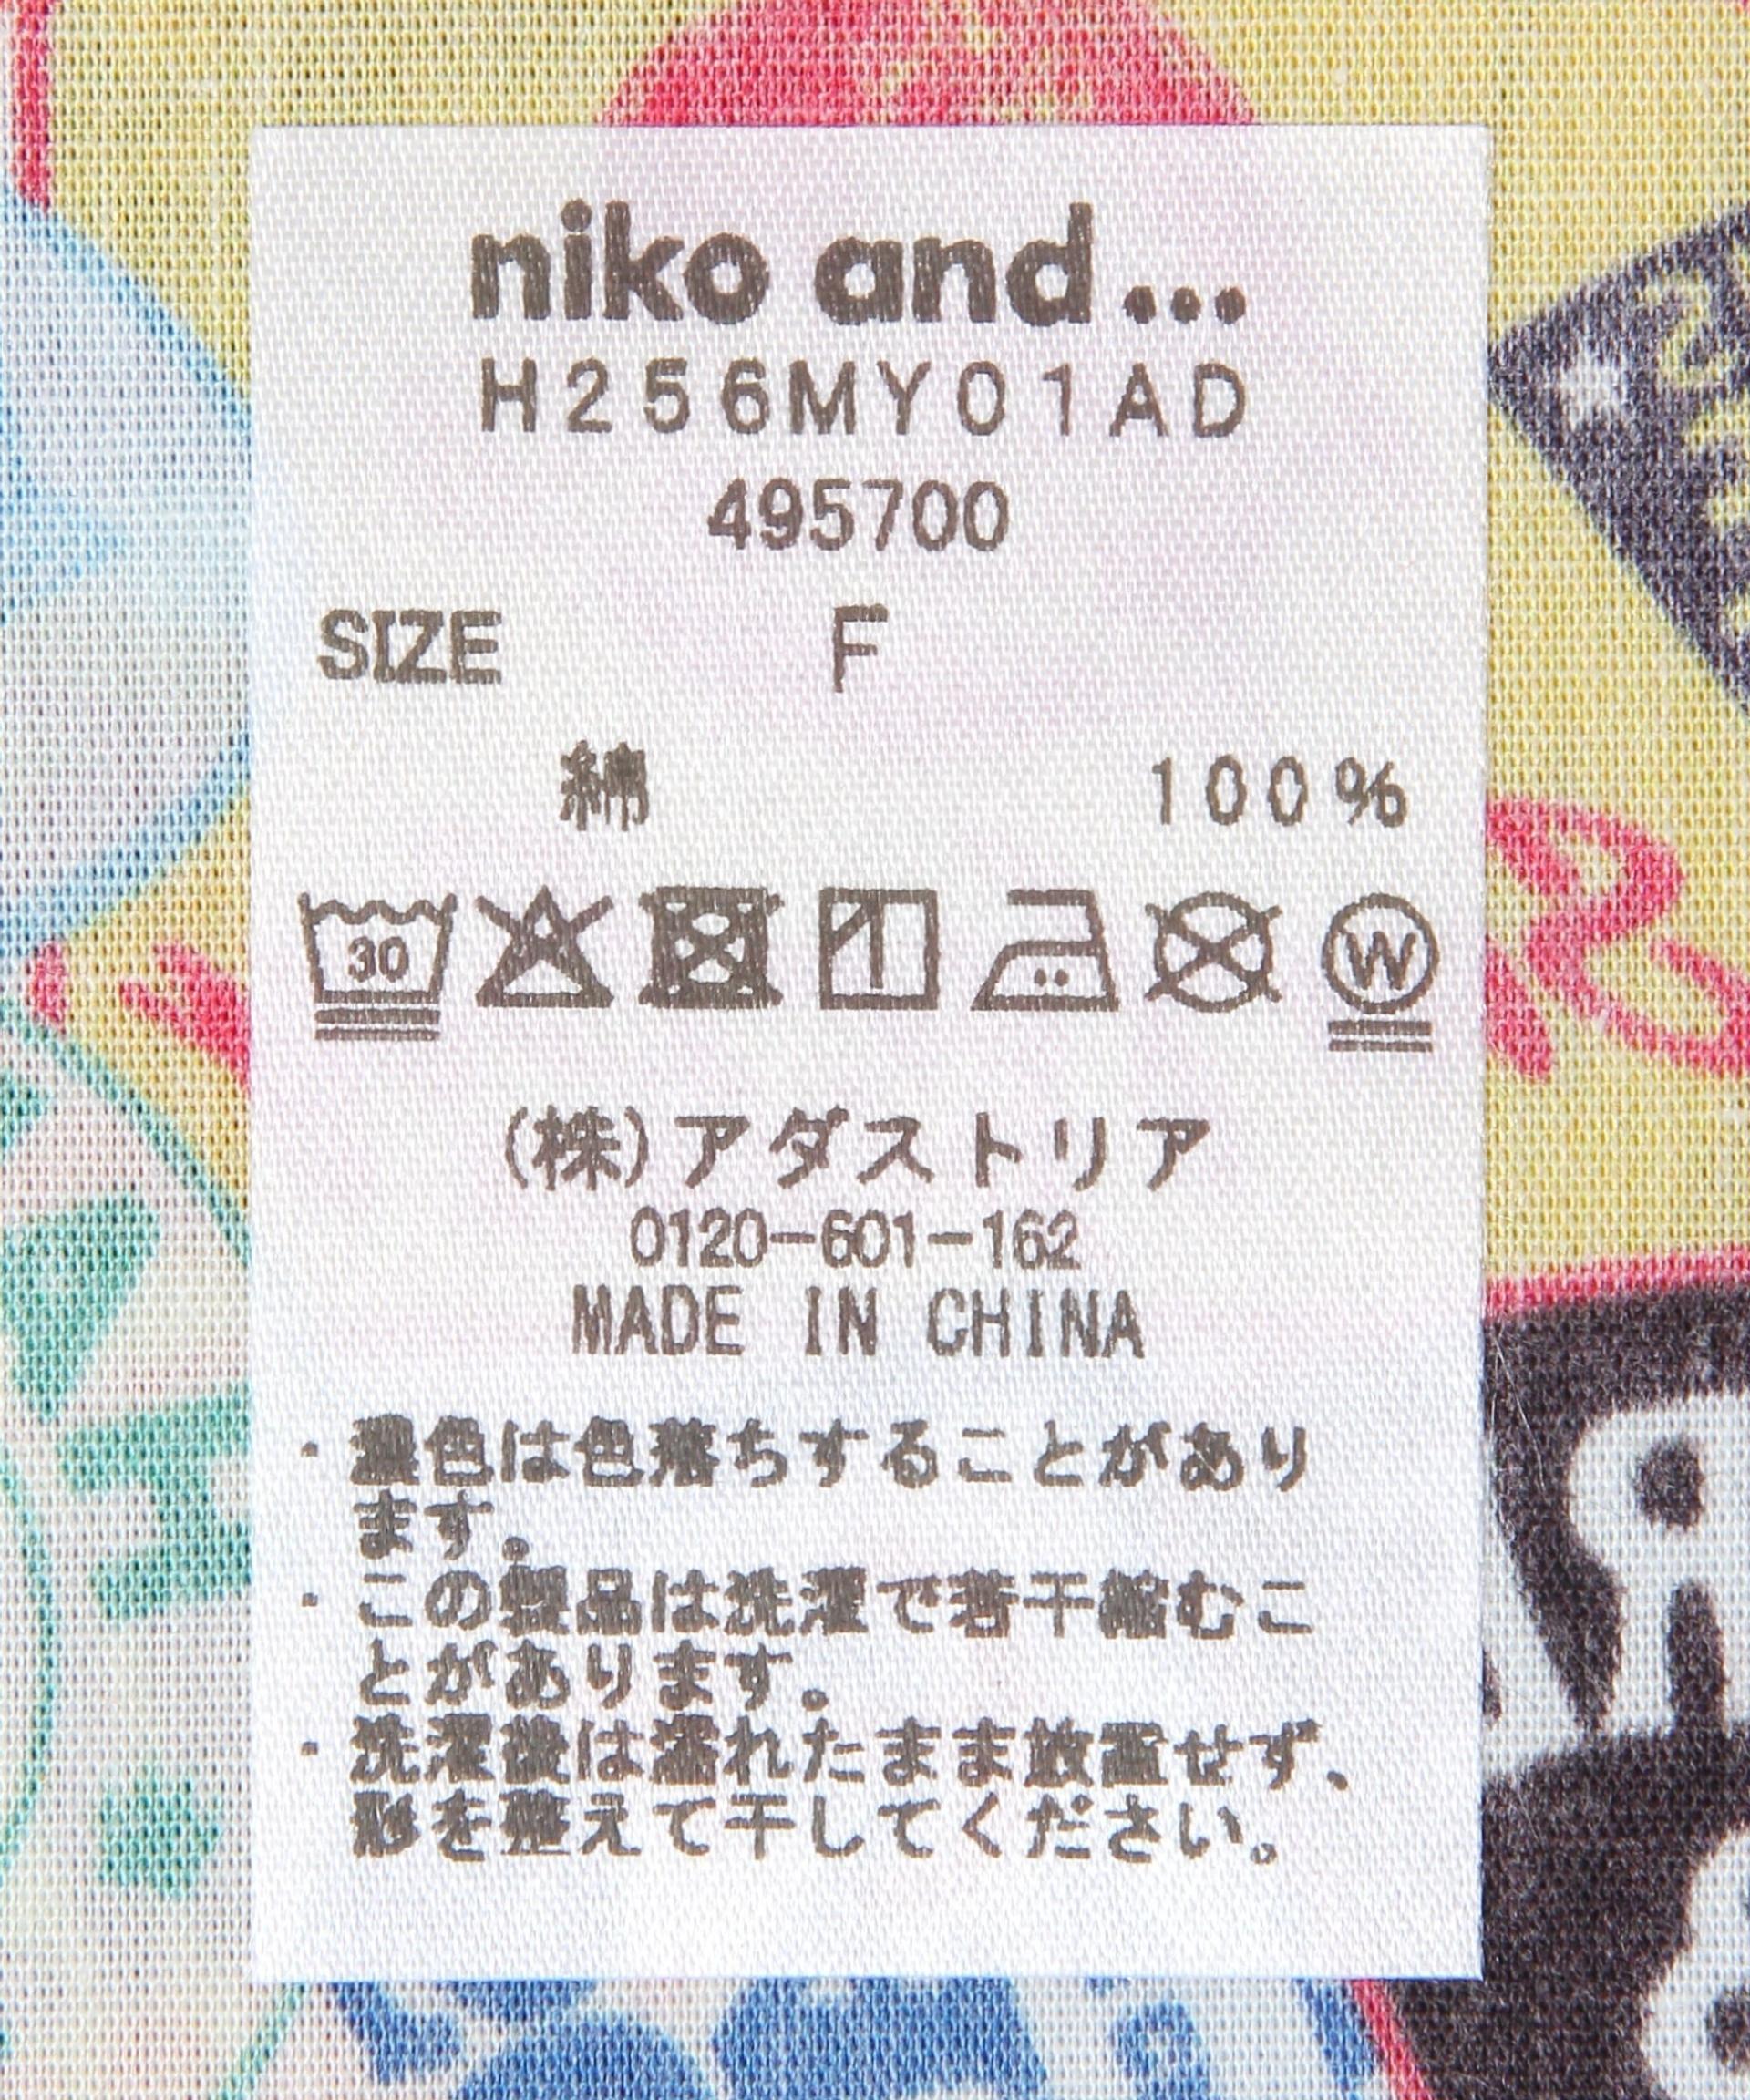 niko and...
H256MY01AD
495700
SIZE F
綿 100%
30
W
(株)アダストリア
0120-601-162
MADE IN CHINA
・濃色は色落ちすることがあり
ます。
・この製品は洗濯で若干縮むこ
とがあります。
・洗濯後は濡れたまま放置せず、
形を整えて干してください。